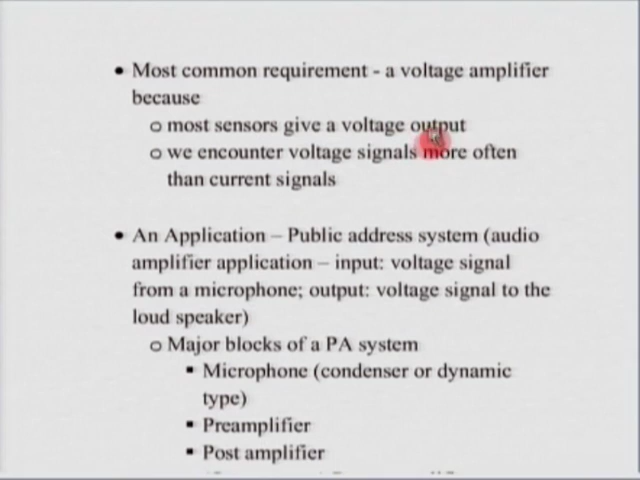 • Most common requirement - a voltage amplifier
because
o most sensors give a voltage output
o we encounter voltage signals more often
than current signals
• An Application – Public address system (audio
amplifier application – input: voltage signal
from a microphone; output: voltage signal to the
loud speaker)
o Major blocks of a PA system
▪ Microphone (condenser or dynamic
type)
▪ Preamplifier
▪ Post amplifier